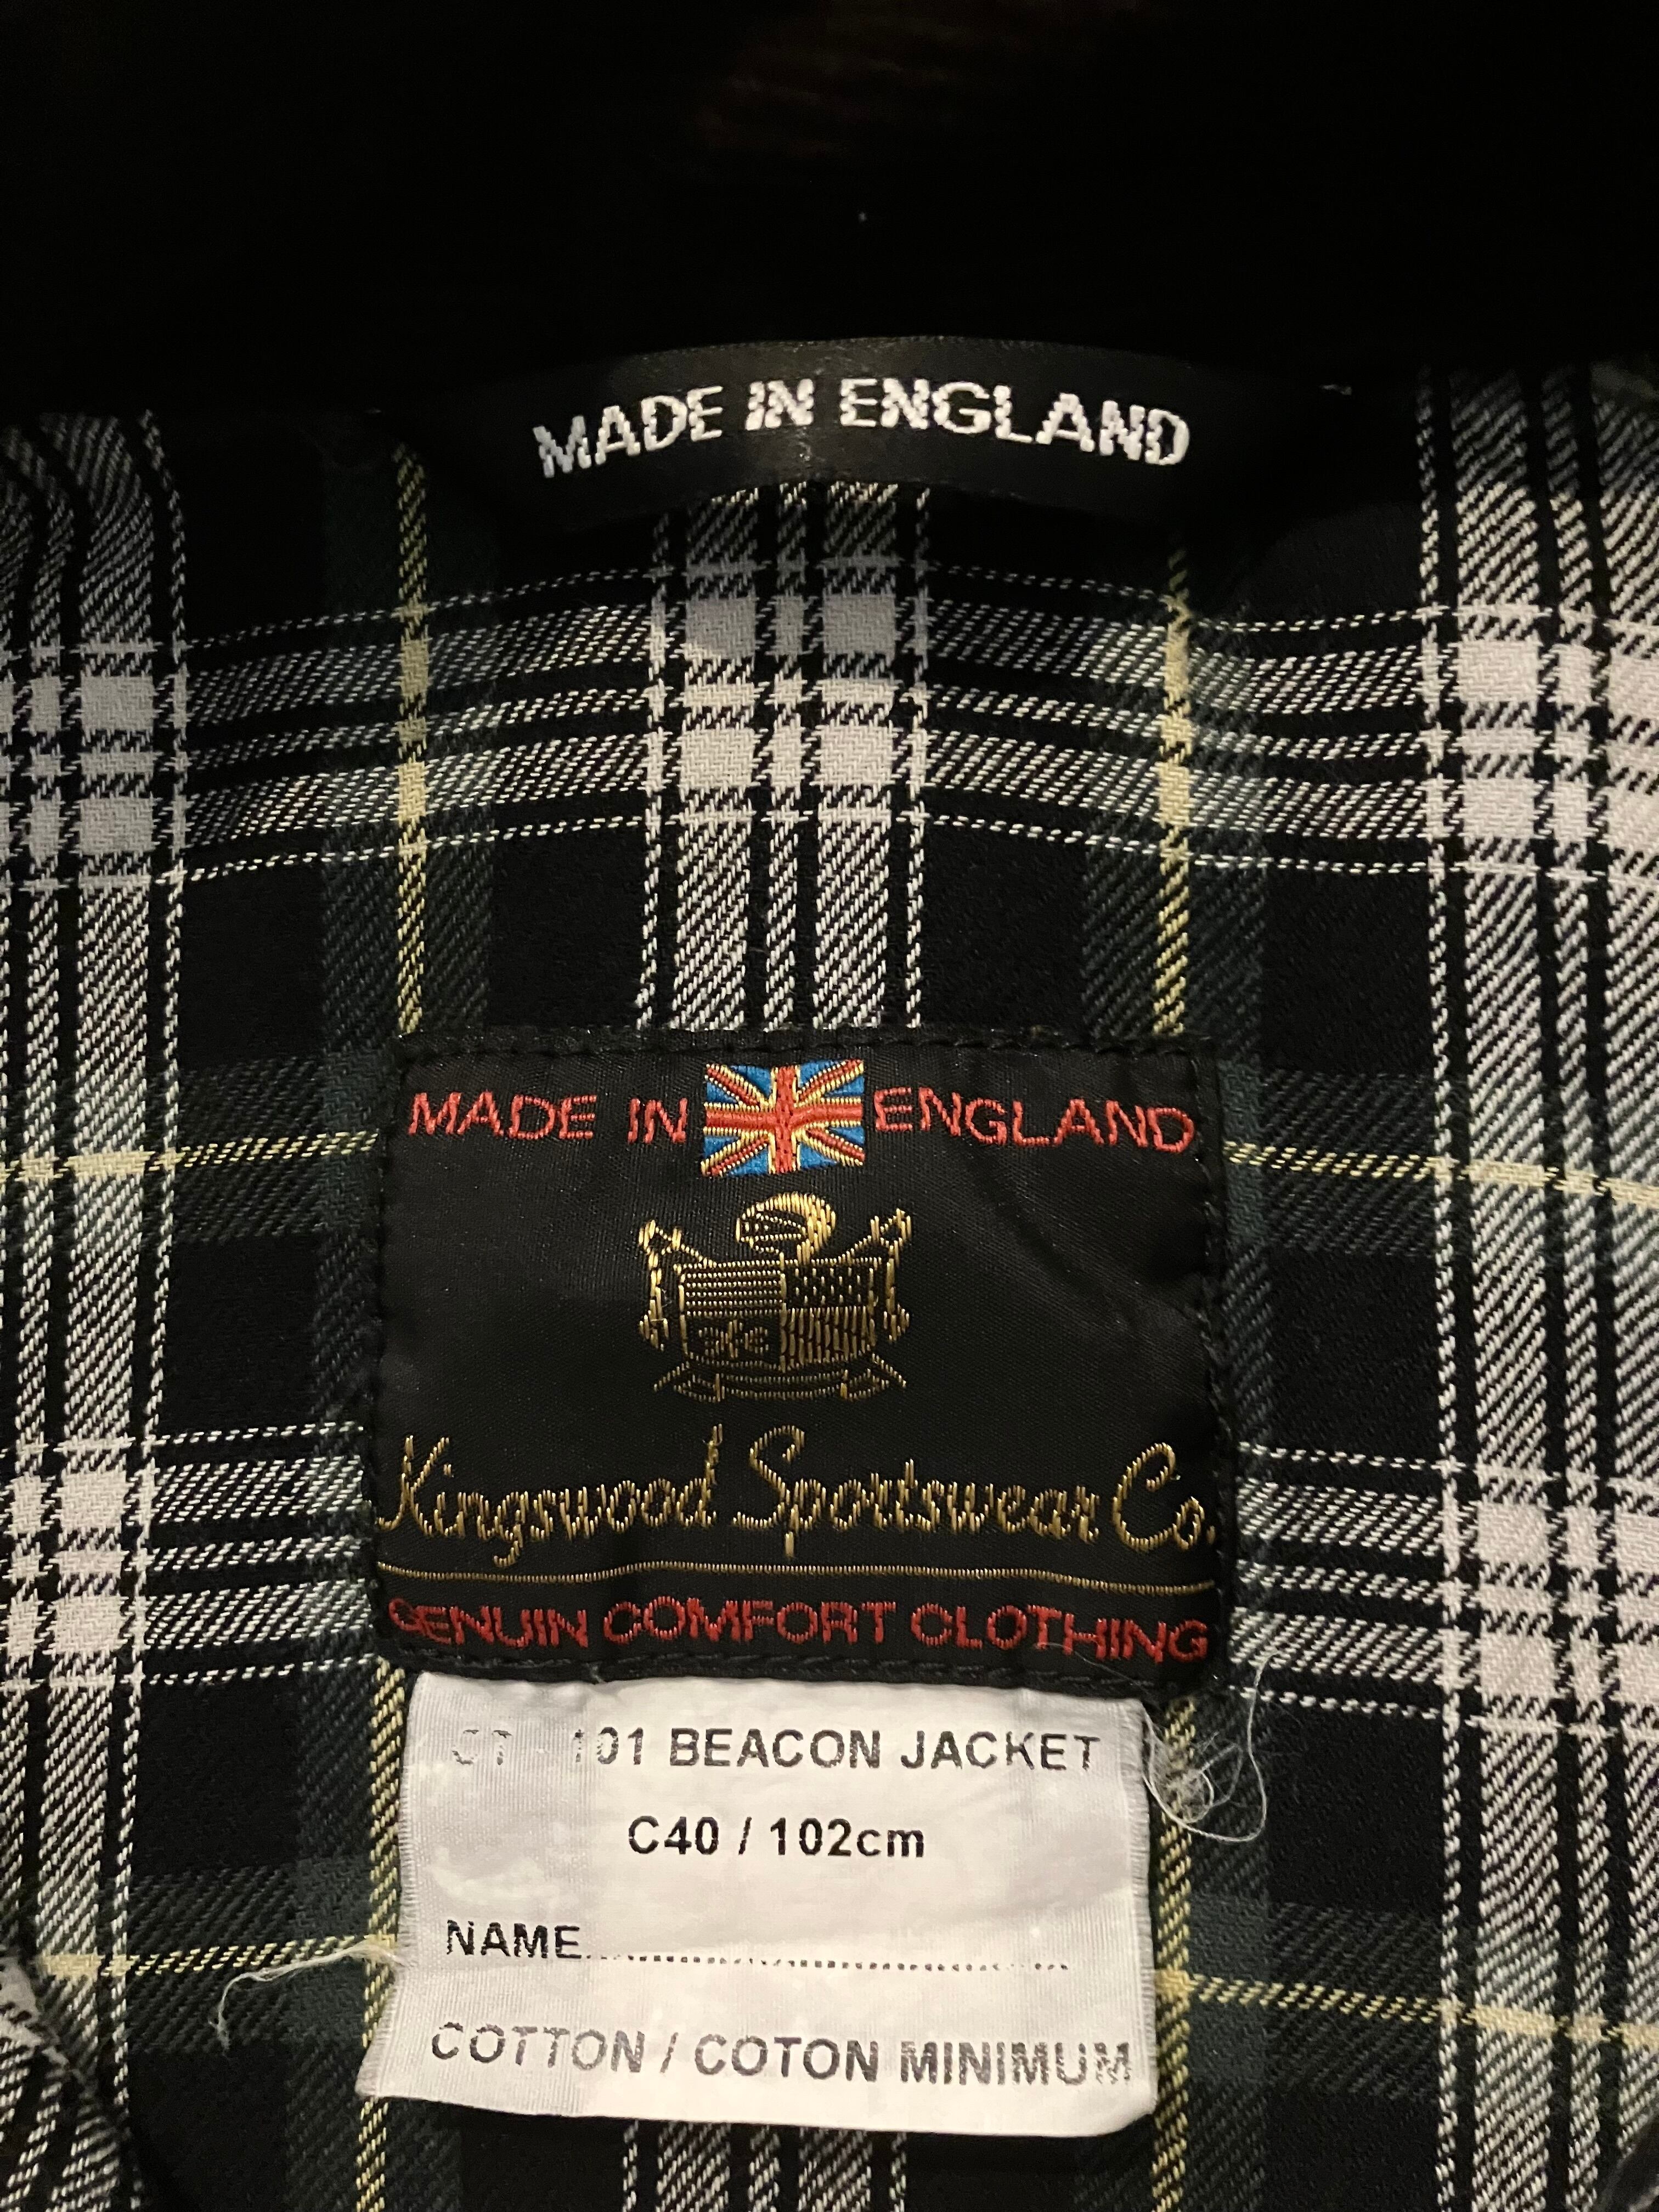 MADE IN ENGLAND
MADE IN ENGLAND
Kingswood Sportswear Co.
GENUIN COMFORT CLOTHING
101 BEACON JACKET
C40 / 102cm
NAME..............................
COTTON / COTON MINIMUM